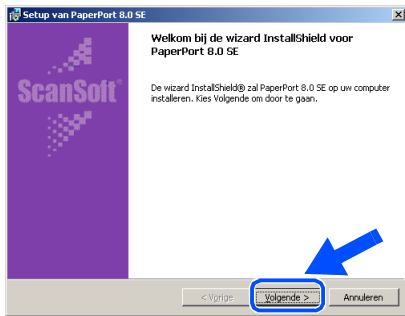 Setup van PaperPort 8.0 SE
Welkom bij de wizard InstallShield voor
PaperPort 8.0 SE
ScanSoft®
De wizard InstallShield® zal PaperPort 8.0 SE op uw computer
installeren. Kies Volgende om door te gaan.
< Vorige Volgende > Annuleren